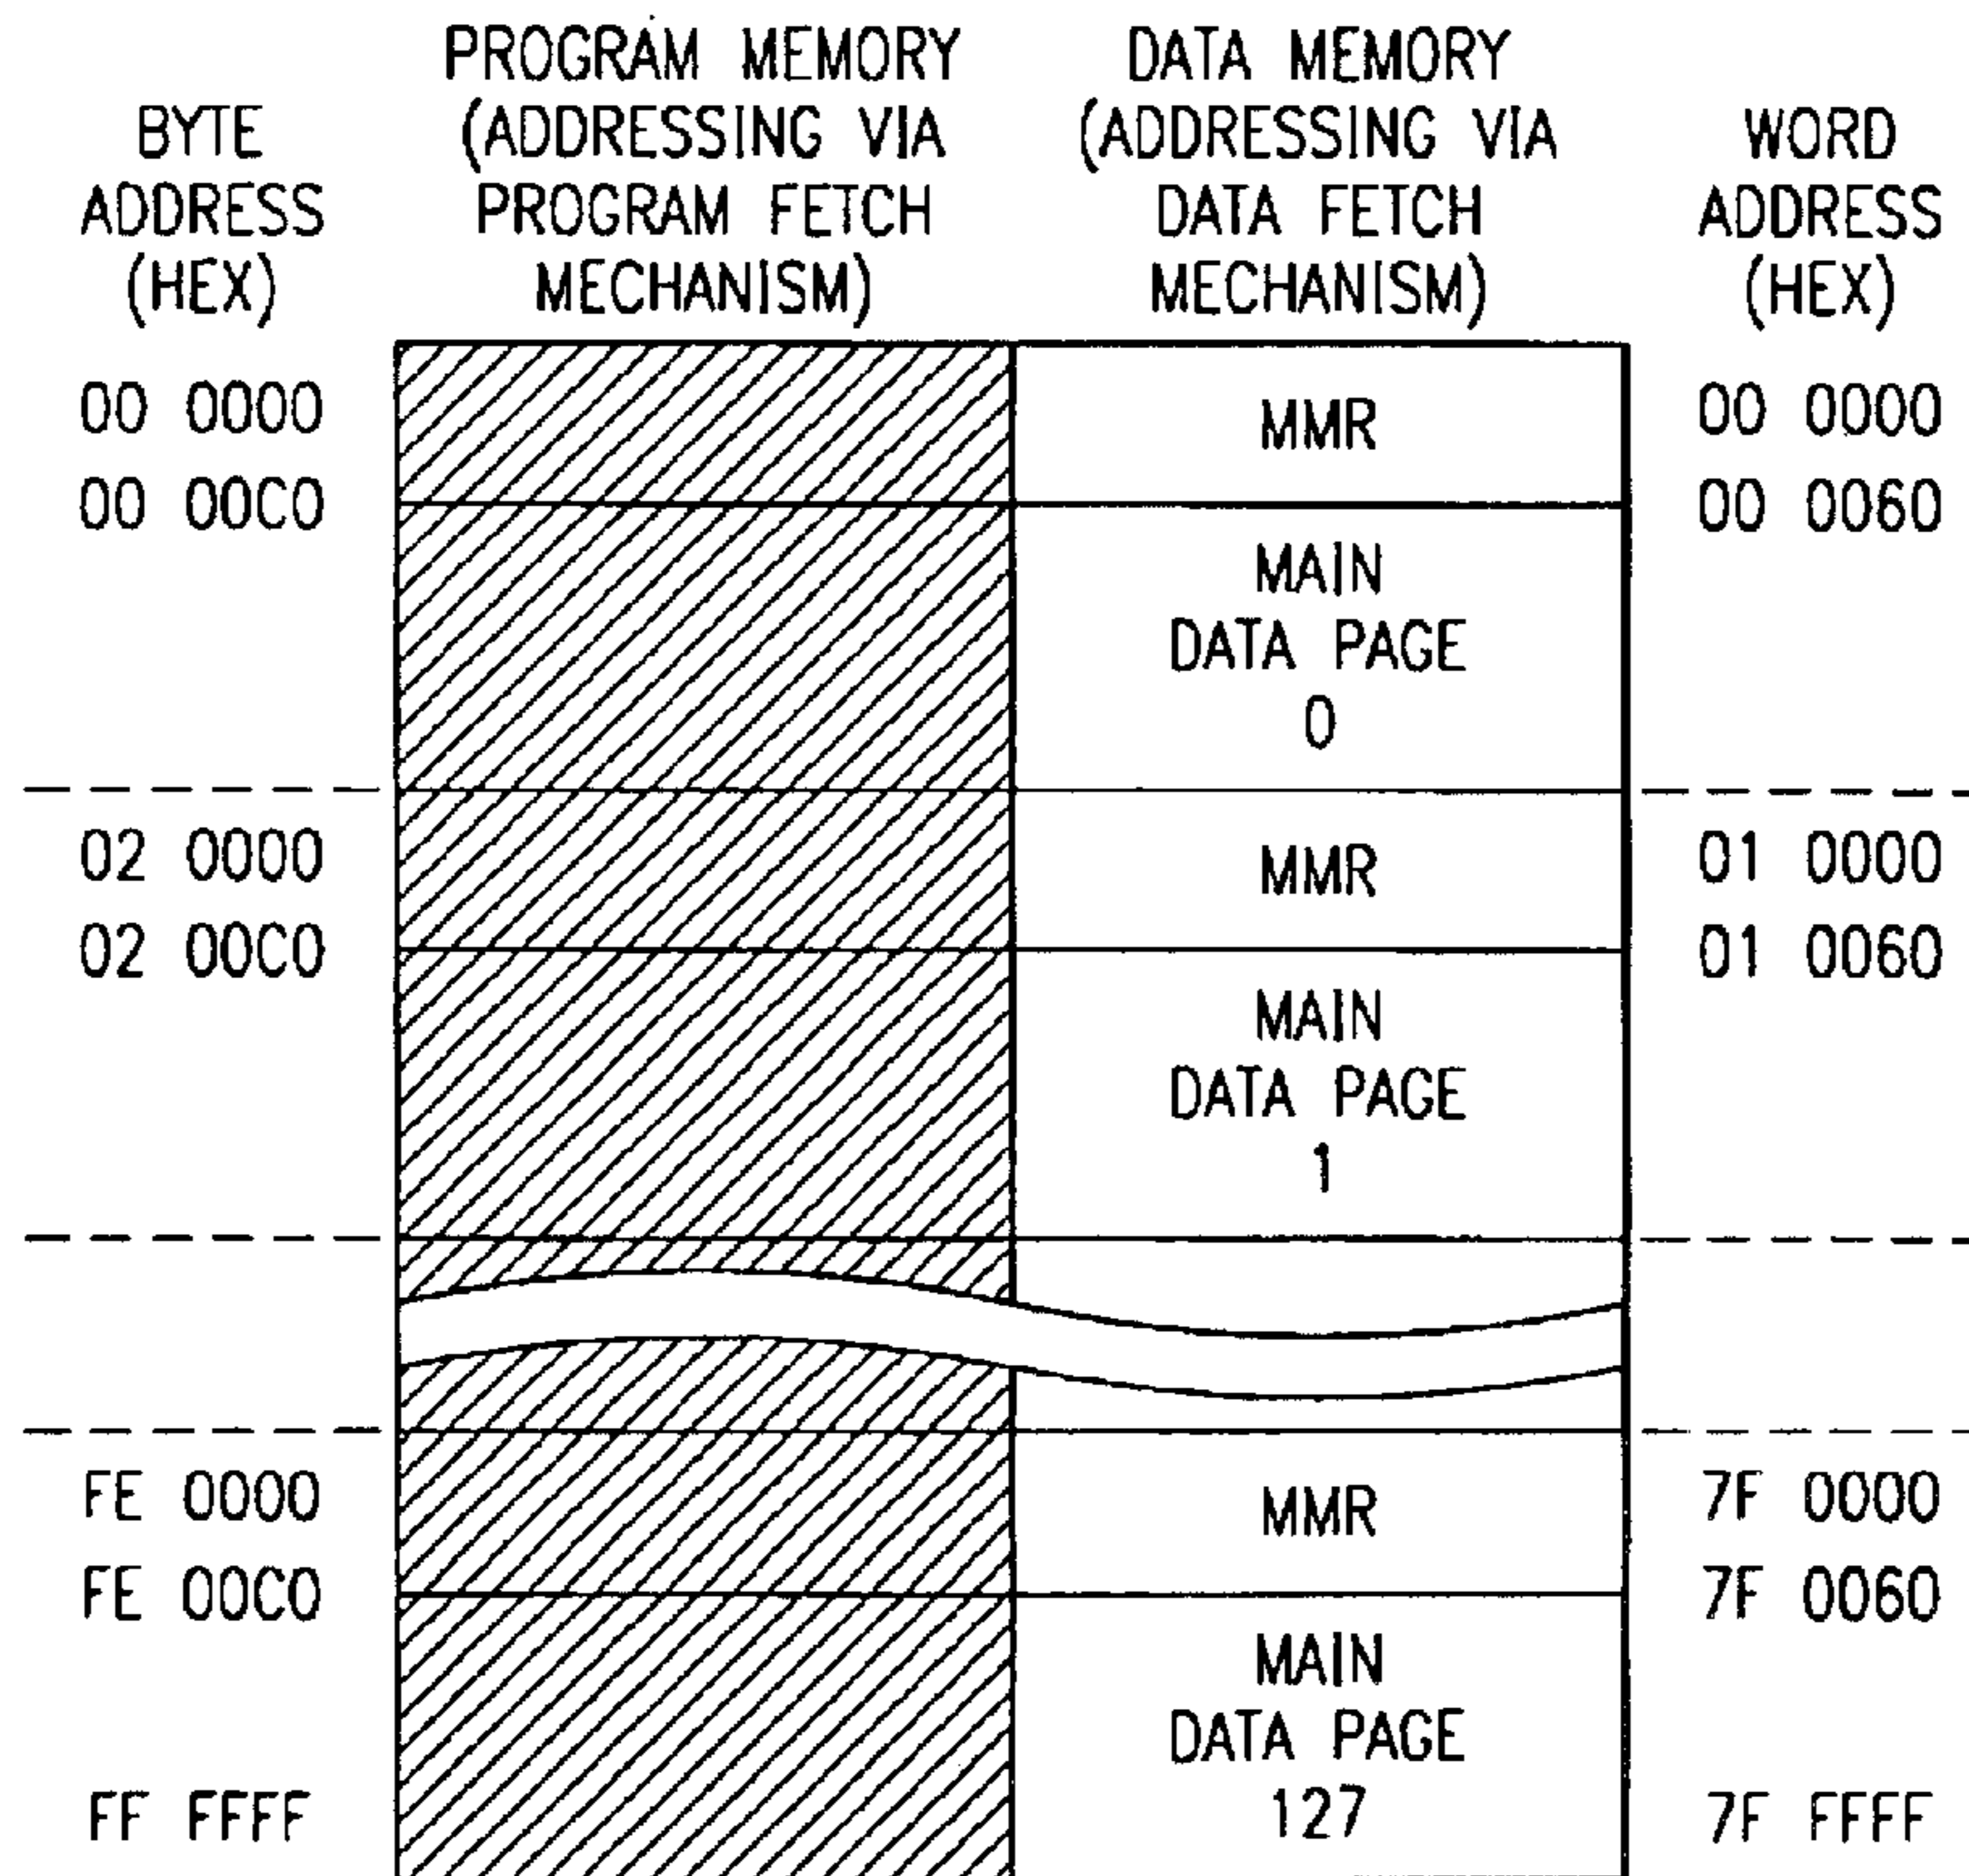 BYTE
ADDRESS
(HEX)
PROGRAM MEMORY
(ADDRESSING VIA
PROGRAM FETCH
MECHANISM)
DATA MEMORY
(ADDRESSING VIA
DATA FETCH
MECHANISM)
WORD
ADDRESS
(HEX)
00 0000
MMR
00 0000
00 00C0
00 0060
MAIN
DATA PAGE
0
02 0000
MMR
01 0000
02 00C0
01 0060
MAIN
DATA PAGE
1
FE 0000
MMR
7F 0000
FE 00C0
7F 0060
MAIN
DATA PAGE
127
FF FFFF
7F FFFF